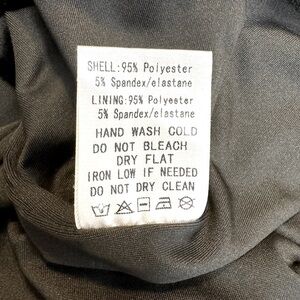 SHELL:95% Polyester
5% Spandex/elastane
LINING:95% Polyester
5% Spandex/elastane
HAND WASH COLD
DO NOT BLEACH
DRY FLAT
IRON LOW IF NEEDED
DO NOT DRY CLEAN